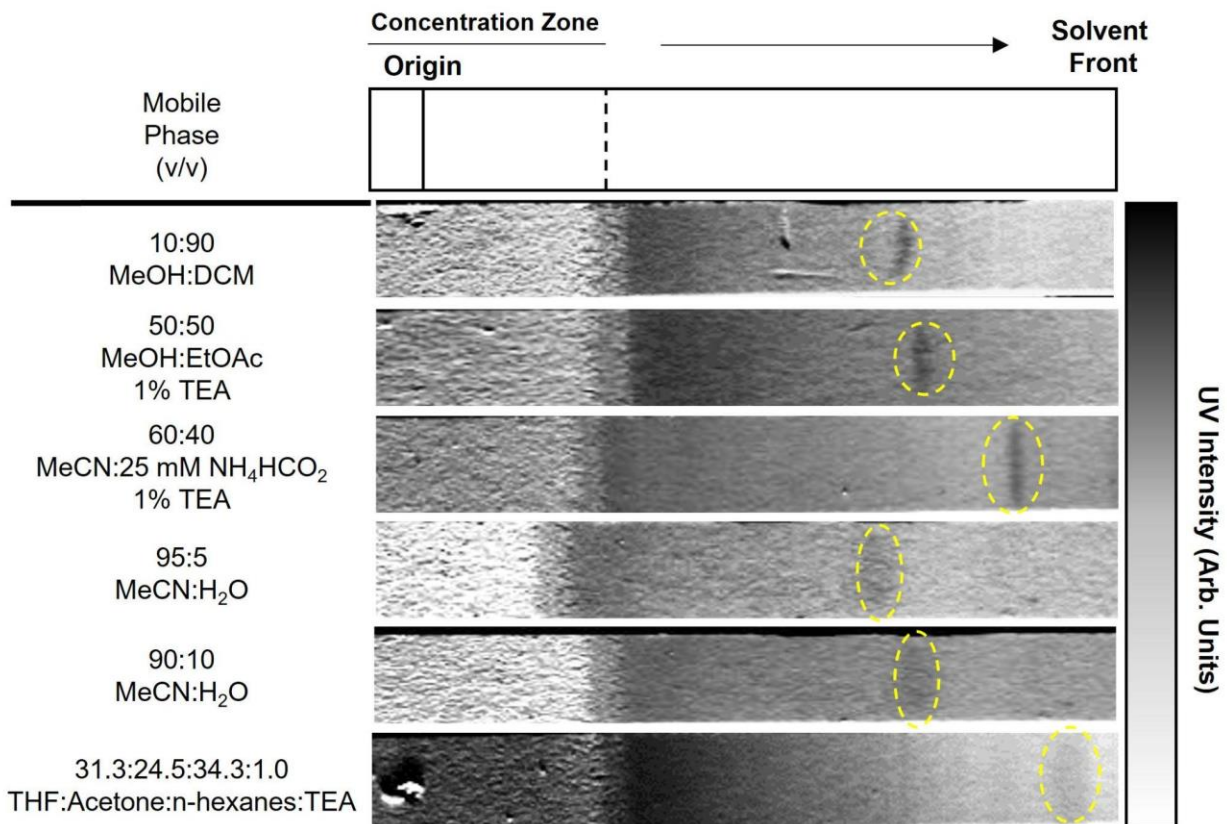 Concentration Zone
Origin
Solvent
Front
Mobile
Phase
(v/v)
10:90
MeOH:DCM
50:50
MeOH:EtOAc
1% TEA
60:40
MeCN:25 mM NH₄HCO₂
1% TEA
95:5
MeCN:H₂O
90:10
MeCN:H₂O
31.3:24.5:34.3:1.0
THF:Acetone:n-hexanes:TEA
UV Intensity (Arb. Units)